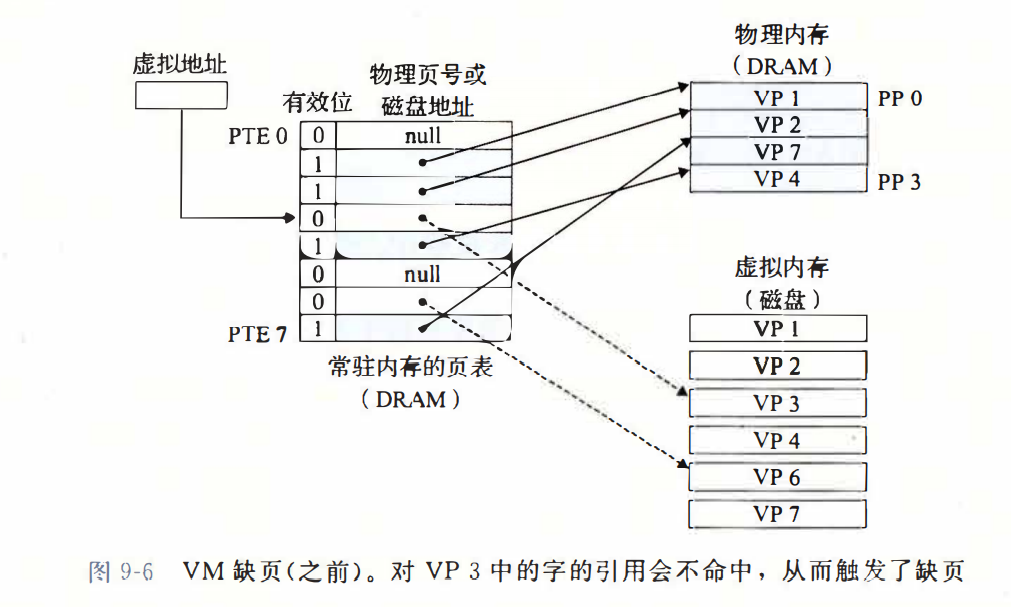 虚拟地址
有效位
物理页号或
磁盘地址
PTE 0
0
null
1
1
0
1
0
null
0
PTE 7
1
常驻内存的页表
（DRAM）
物理内存
（DRAM）
VP 1
PP 0
VP 2
VP 7
VP 4
PP 3
虚拟内存
（磁盘）
VP 1
VP 2
VP 3
VP 4
VP 6
VP 7
图 9-6 VM 缺页(之前)。对 VP 3 中的字的引用会不命中，从而触发了缺页